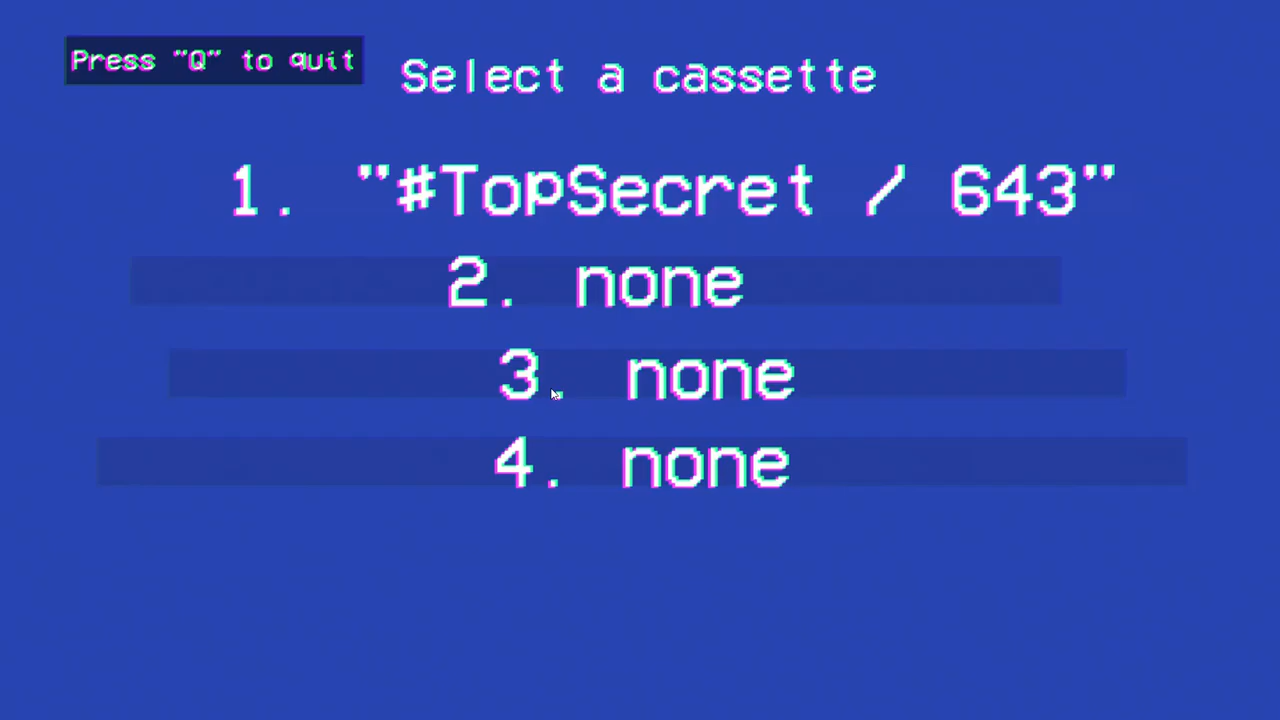 Press "Q" to quit
Select a cassette
1. "#TopSecret / 643"
2. none
3. none
4. none